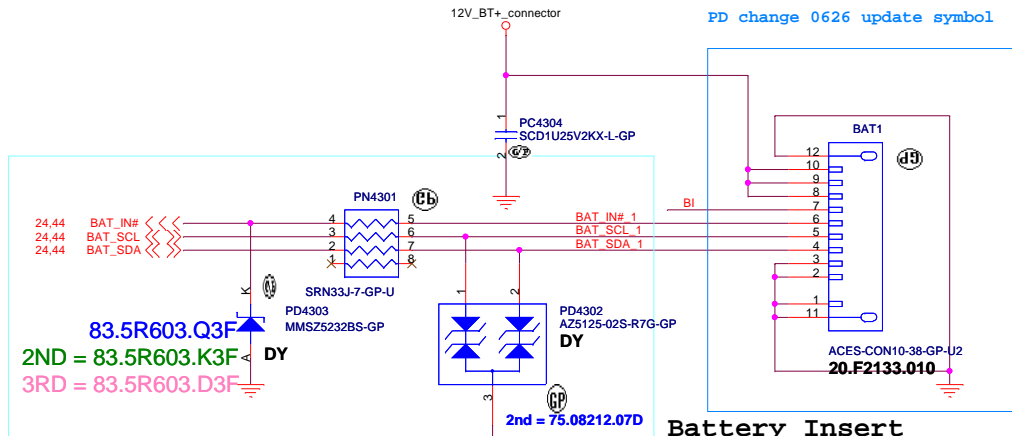 12V_BT+_connector
PD change 0626 update symbol
1
PC4304
SCD1U25V2KX-L-GP
2
G/P
BAT1
GP
12
10
9
8
7
6
5
4
3
2
1
11
BI
PN4301
24,44 BAT_IN# 4 5 BAT_IN#_1
24,44 BAT_SCL 3 6 BAT_SCL_1
24,44 BAT_SDA 2 7 BAT_SDA_1
1 8
SRN33J-7-GP-U
K
PD4303
MMSZ5232BS-GP
A
DY
83.5R603.Q3F
2ND = 83.5R603.K3F
3RD = 83.5R603.D3F
1 2
PD4302
AZ5125-02S-R7G-GP
DY
3
GP
2nd = 75.08212.07D
ACES-CON10-38-GP-U2
20.F2133.010
Battery Insert